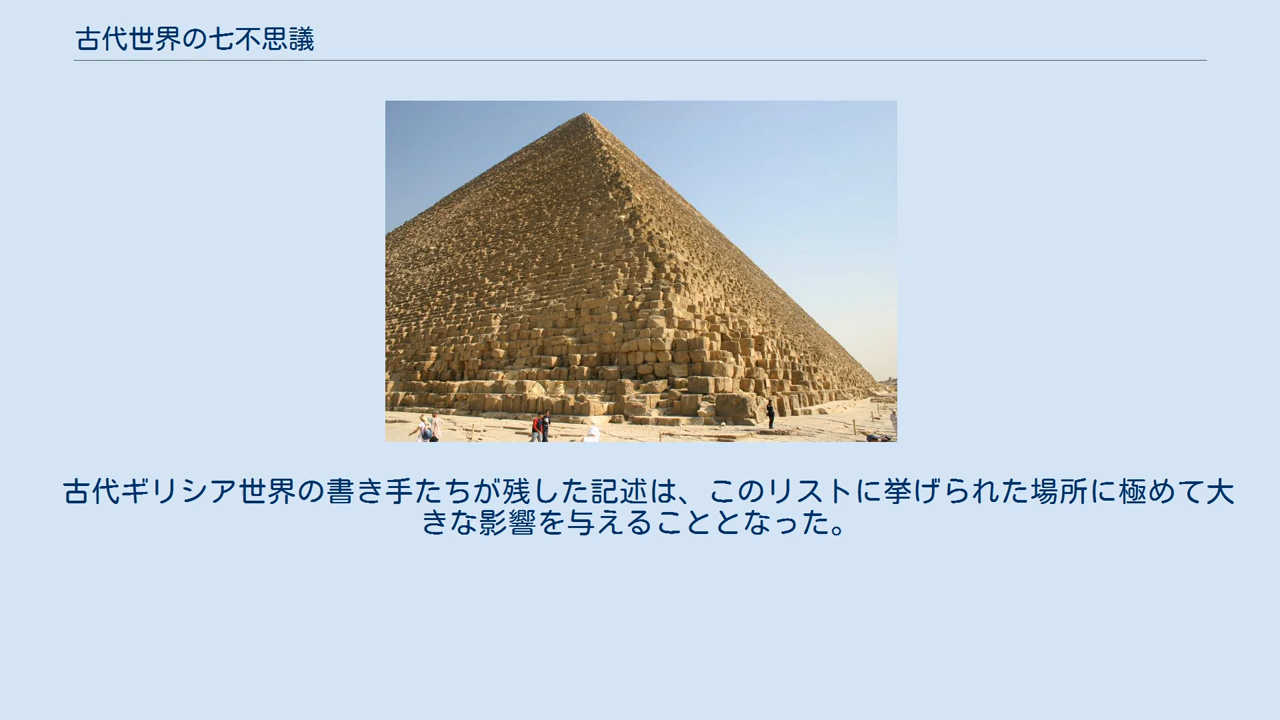 古代世界の七不思議
古代ギリシア世界の書き手たちが残した記述は、このリストに挙げられた場所に極めて大
きな影響を与えることとなった。